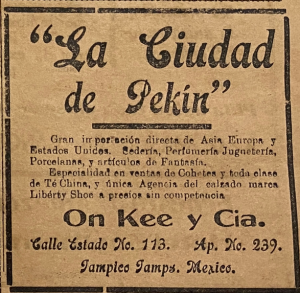 “La Ciudad
de Pekín”
Gran importación directa de Asia Europa y
Estados Unidos. Sedería, Perfumería Juguetería,
Porcelanas, y artículos de Fantasía.
Especialidad en ventas de Cohetes y toda clase
de Té China, y única Agencia del calzado marca
Liberty Shoe a precios sin competencia
On Kee y Cia.
Calle Estado No. 113. Ap. No. 239.
Tampico Tamps. Mexico.